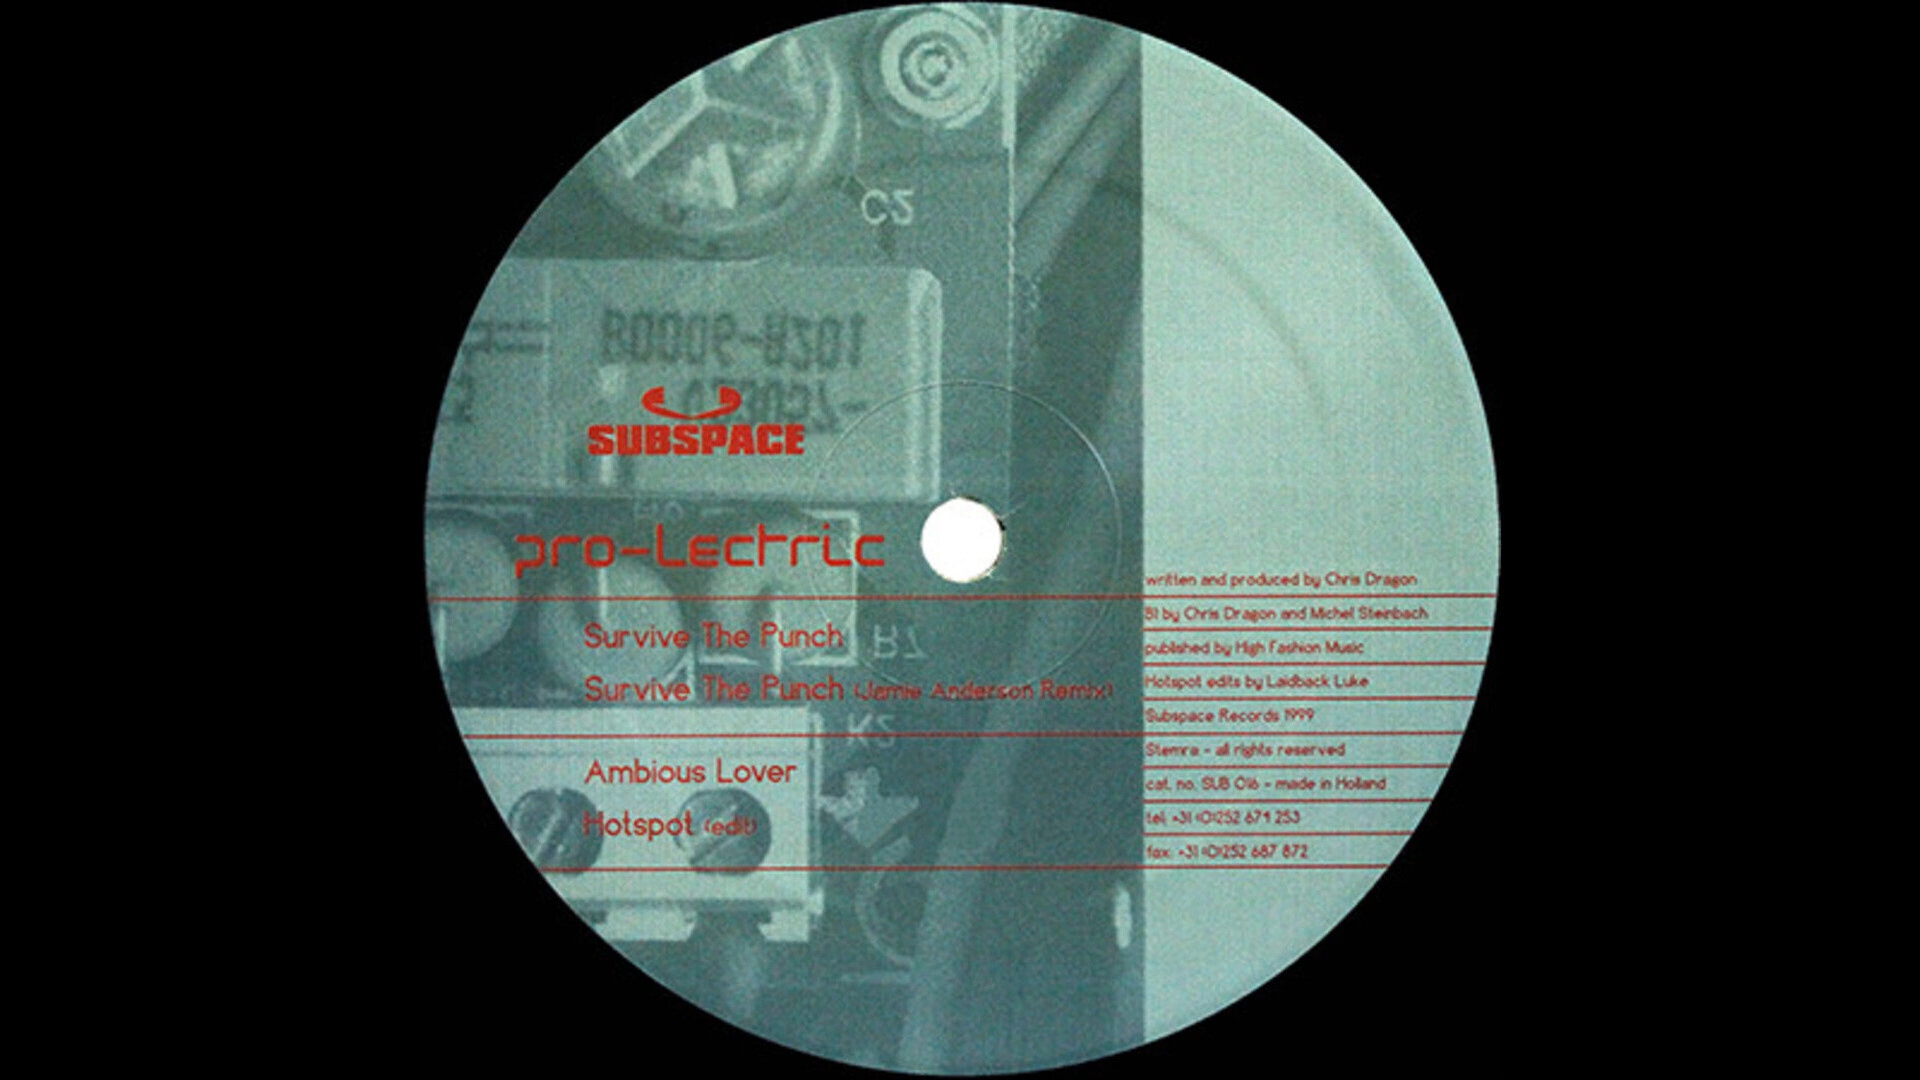 C2
SUBSPACE
pro-Lectric
Survive The Punch
Survive The Punch (Jamie Anderson Remix)
Ambious Lover
Hotspot (edit)
written and produced by Chris Dragon
B1 by Chris Dragon and Michel Steinbach
published by High Fashion Music
Hotspot edits by Laidback Luke
Subspace Records 1999
Stemra - all rights reserved
cat. no. SUB 016 - made in Holland
tel. +31 (0)252 674 253
fax. +31 (0)252 687 872